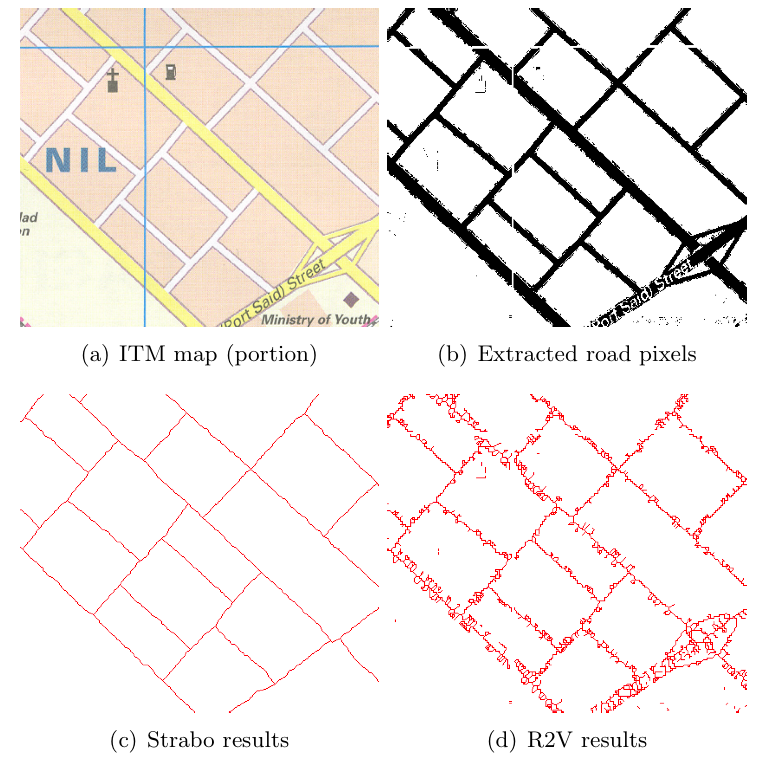 NIL
lad
n
(Port Said) Street
Ministry of Youth
(Port Said) Street
(a) ITM map (portion)
(b) Extracted road pixels
(c) Strabo results
(d) R2V results